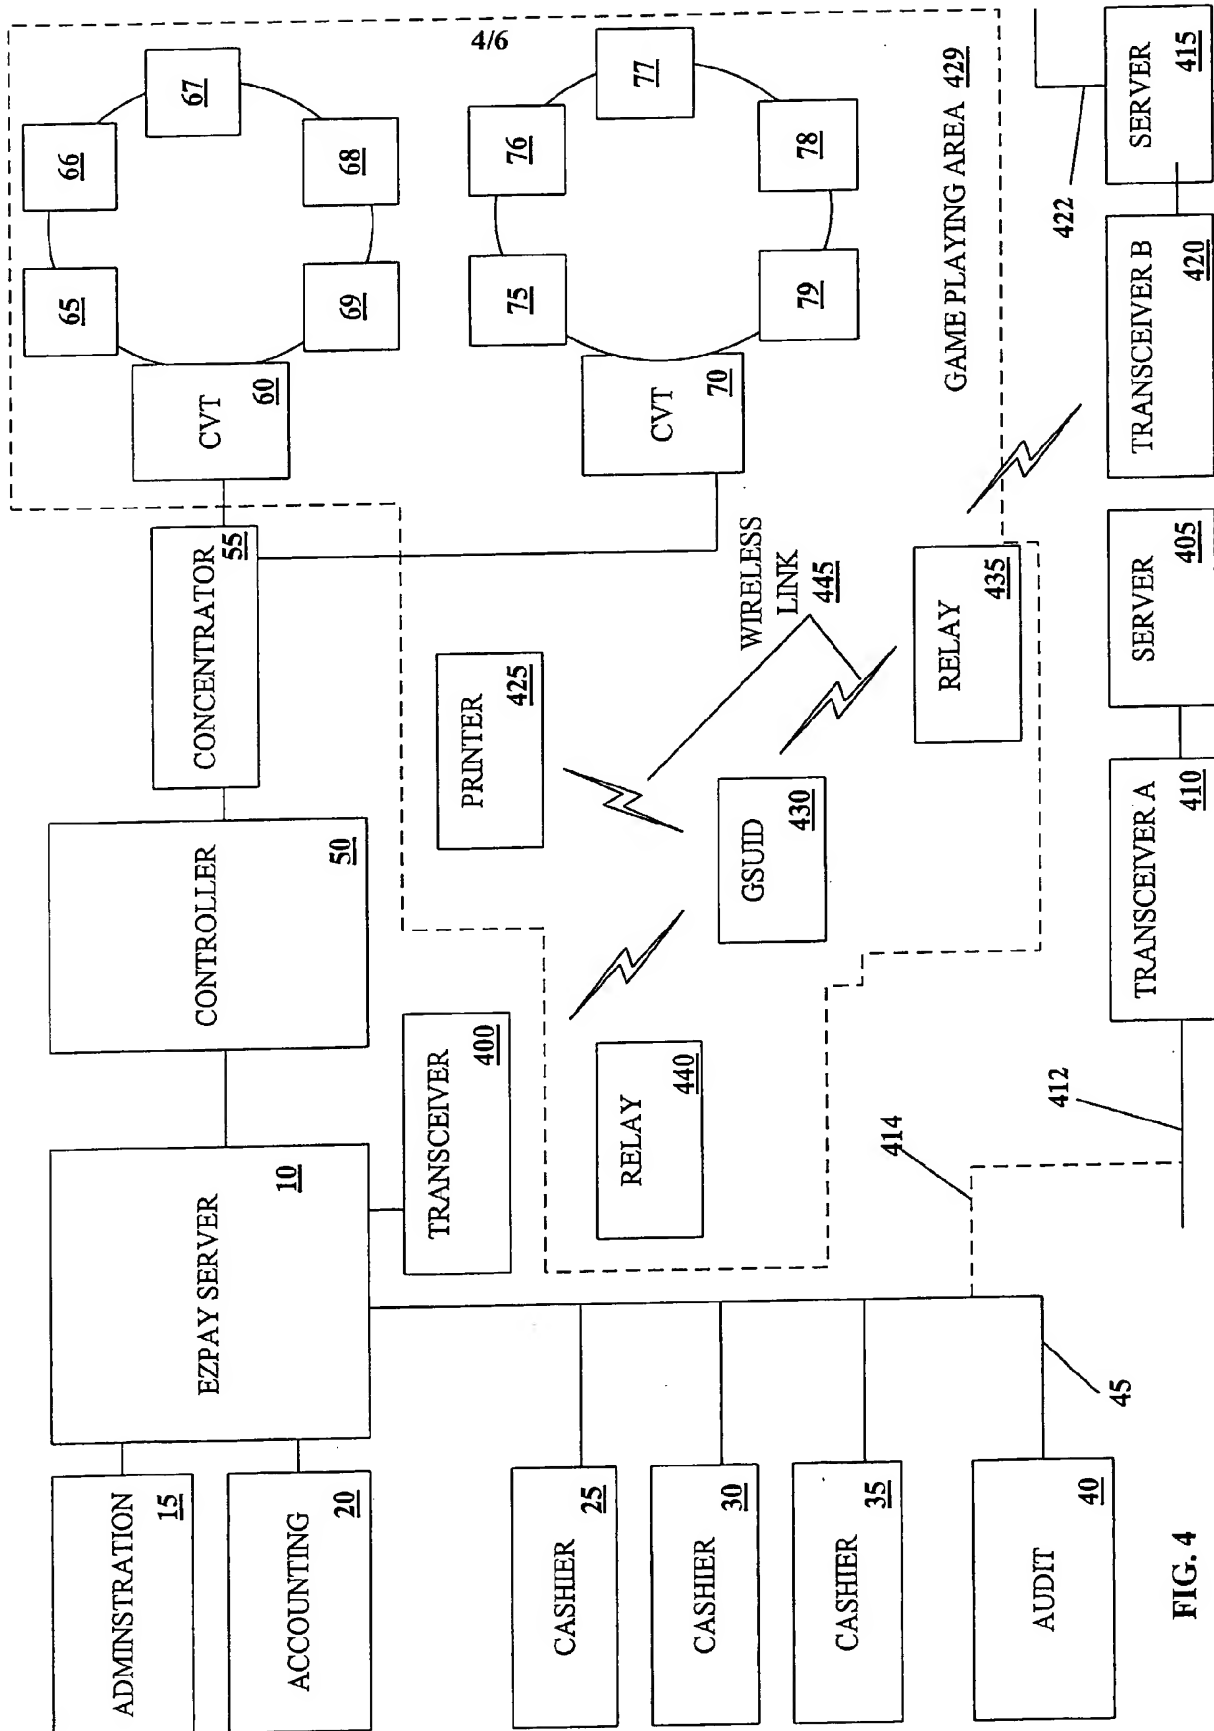 4/6
ADMINSTRATION
15
ACCOUNTING
20
EZPAY SERVER
10
CONTROLLER
50
CONCENTRATOR
55
CVT
60
65
66
67
68
69
CASHIER
25
CASHIER
30
CASHIER
35
AUDIT
40
45
TRANSCEIVER
400
RELAY
440
PRINTER
425
GSUID
430
WIRELESS
LINK
445
RELAY
435
CVT
70
75
76
77
78
79
GAME PLAYING AREA 429
414
412
TRANSCEIVER A
410
SERVER
405
TRANSCEIVER B
420
SERVER
415
422
FIG. 4